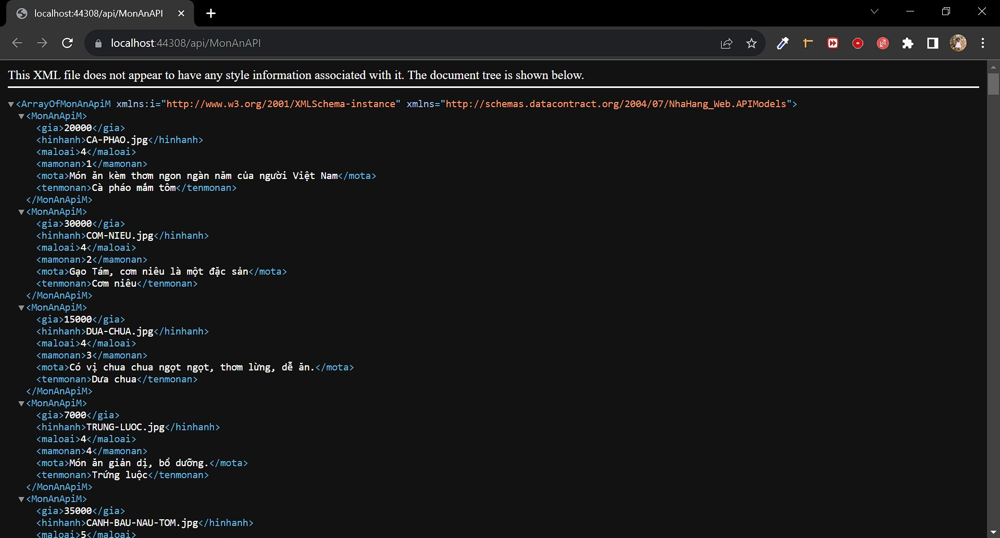 localhost:44308/api/MonAnAPI
localhost:44308/api/MonAnAPI
This XML file does not appear to have any style information associated with it. The document tree is shown below.
▼<ArrayOfMonAnApiM xmlns:i="http://www.w3.org/2001/XMLSchema-instance" xmlns="http://schemas.datacontract.org/2004/07/NhaHang_Web.APIModels">
▼<MonAnApiM>
<gia>20000</gia>
<hinhanh>CA-PHAO.jpg</hinhanh>
<maloai>4</maloai>
<mamonan>1</mamonan>
<mota>Món ăn kèm thơm ngon ngàn năm của người Việt Nam</mota>
<tenmonan>Cà pháo mắm tôm</tenmonan>
</MonAnApiM>
▼<MonAnApiM>
<gia>30000</gia>
<hinhanh>COM-NIEU.jpg</hinhanh>
<maloai>4</maloai>
<mamonan>2</mamonan>
<mota>Gạo Tám, cơm niêu là một đặc sản</mota>
<tenmonan>Cơm niêu</tenmonan>
</MonAnApiM>
▼<MonAnApiM>
<gia>15000</gia>
<hinhanh>DUA-CHUA.jpg</hinhanh>
<maloai>4</maloai>
<mamonan>3</mamonan>
<mota>Có vị chua chua ngọt ngọt, thơm lừng, dễ ăn.</mota>
<tenmonan>Dưa chua</tenmonan>
</MonAnApiM>
▼<MonAnApiM>
<gia>7000</gia>
<hinhanh>TRUNG-LUOC.jpg</hinhanh>
<maloai>4</maloai>
<mamonan>4</mamonan>
<mota>Món ăn giản dị, bổ dưỡng.</mota>
<tenmonan>Trứng luộc</tenmonan>
</MonAnApiM>
▼<MonAnApiM>
<gia>35000</gia>
<hinhanh>CANH-BAU-NAU-TOM.jpg</hinhanh>
<maloai>5</maloai>